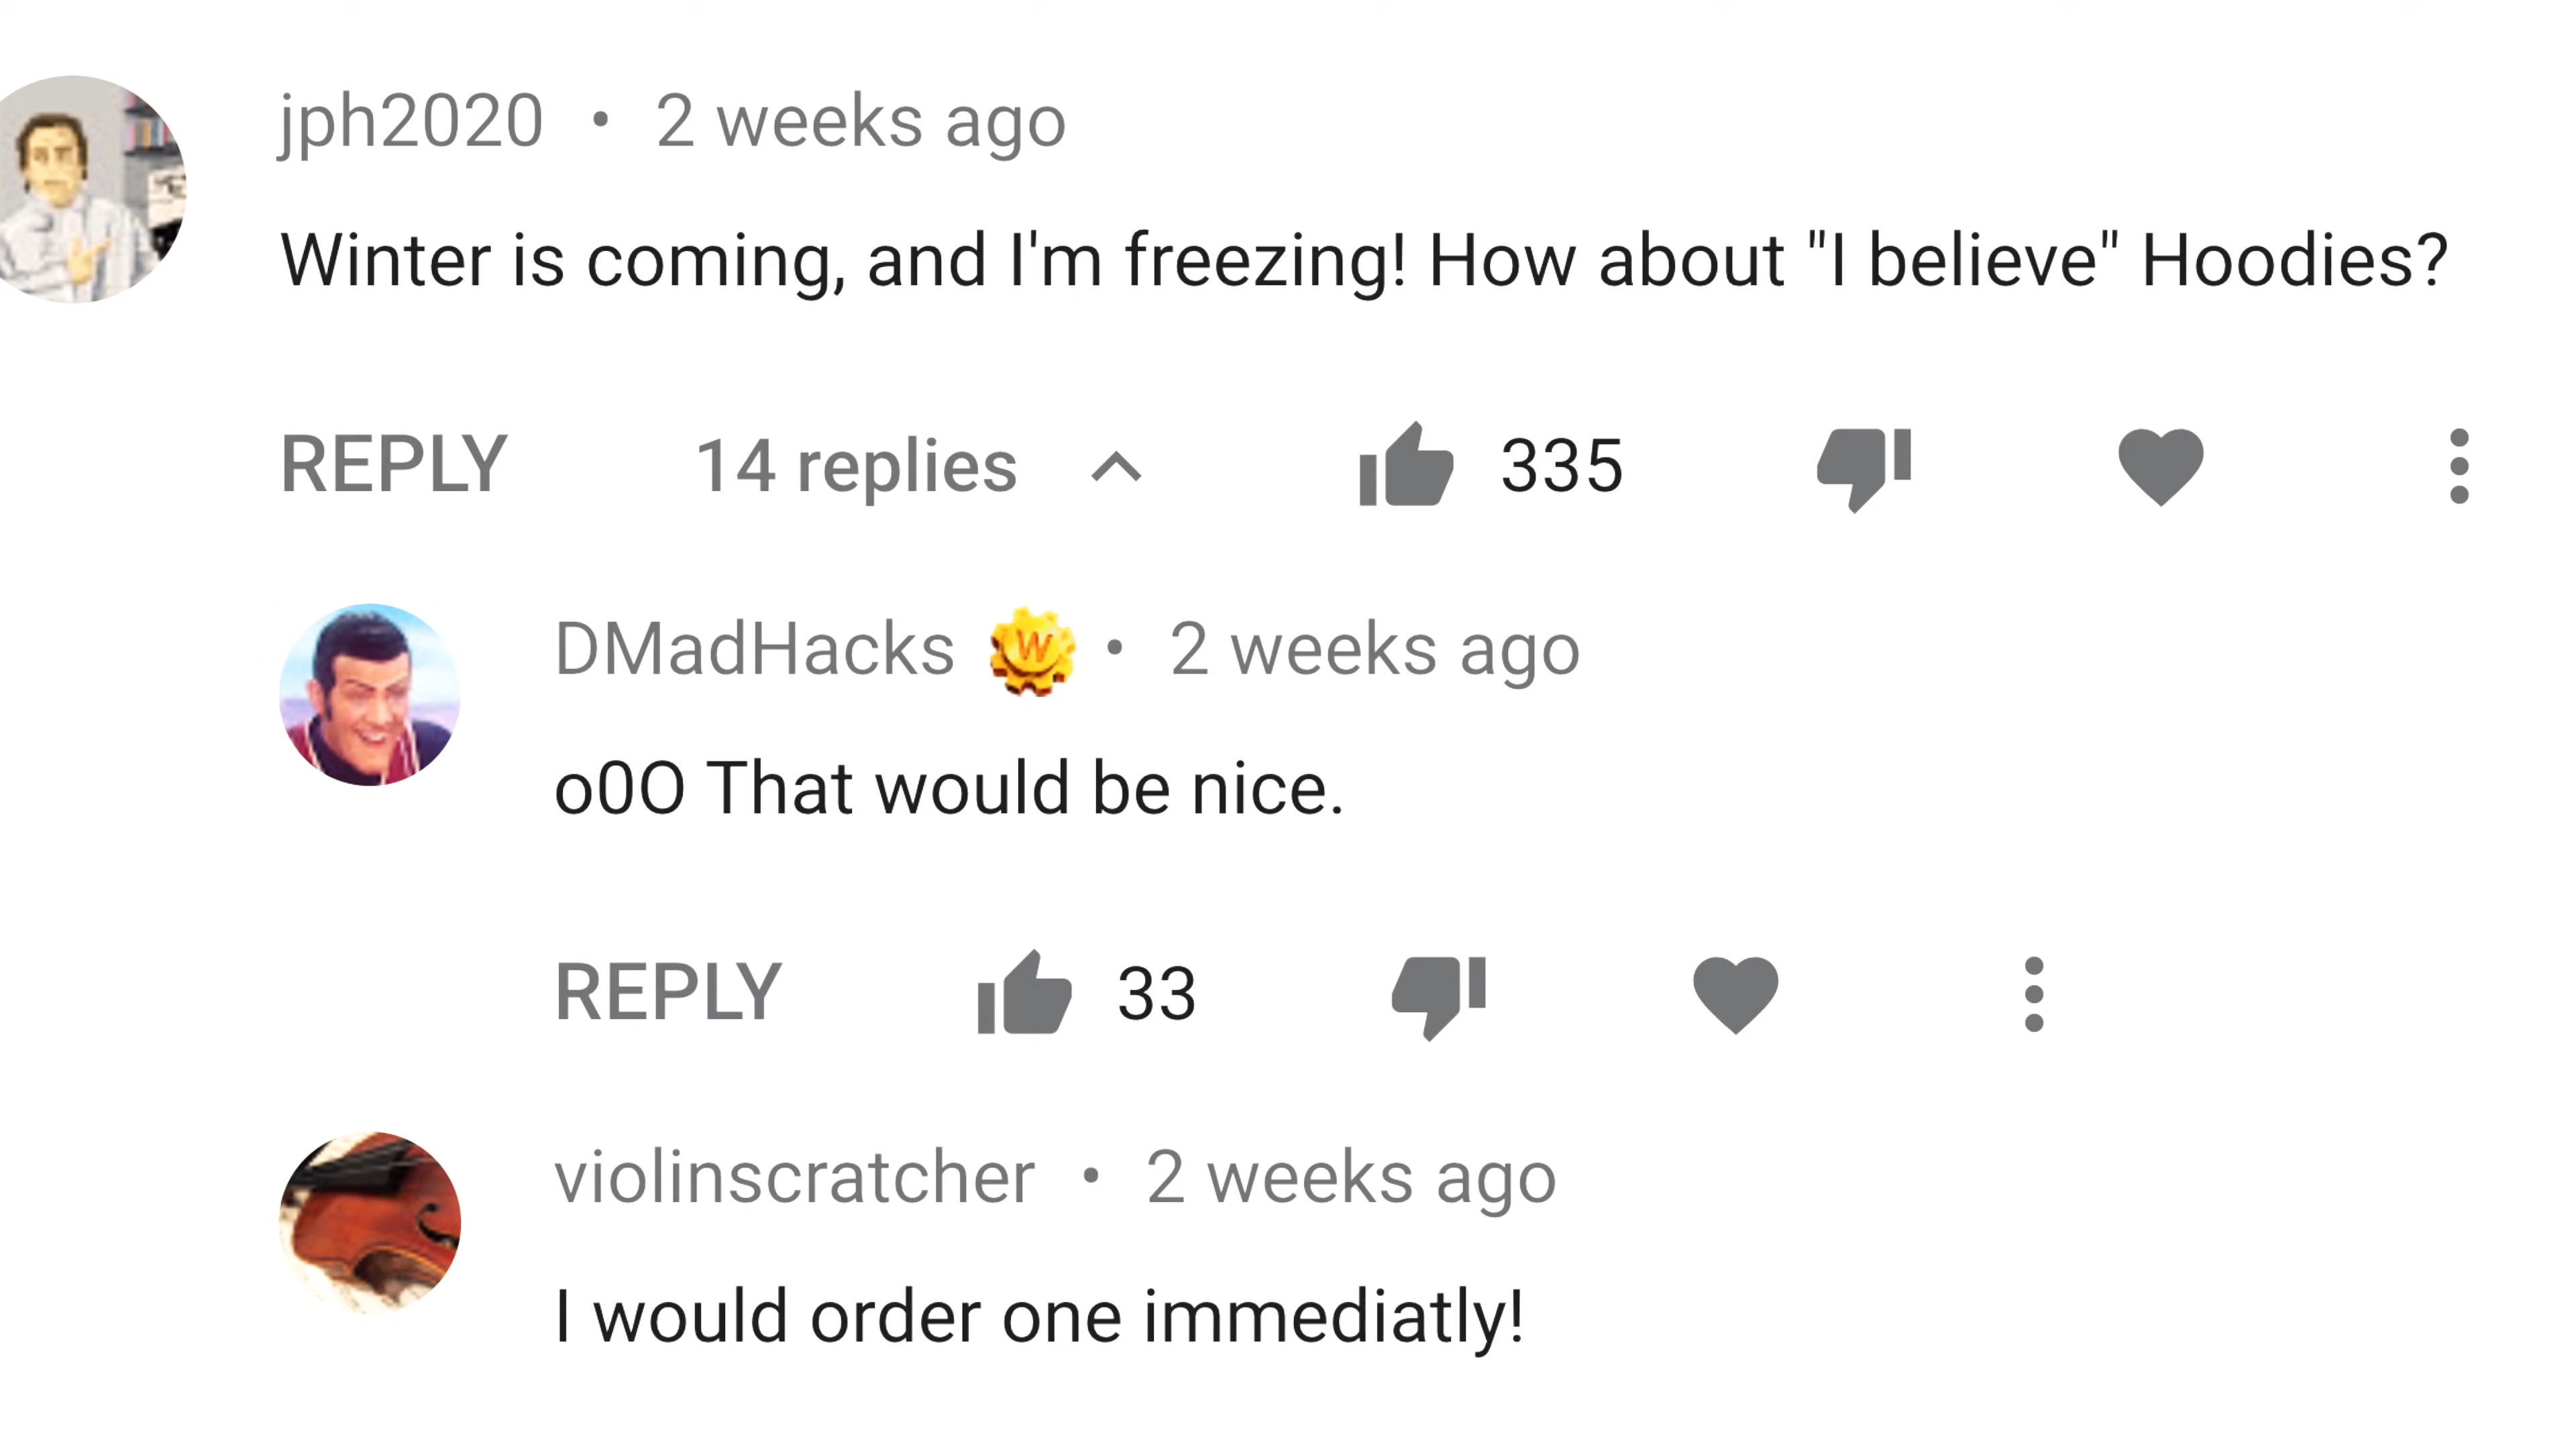 jph2020 • 2 weeks ago
Winter is coming, and I'm freezing! How about "I believe" Hoodies?
REPLY 14 replies 335
DMadHacks W • 2 weeks ago
o0O That would be nice.
REPLY 33
violinscratcher • 2 weeks ago
I would order one immediatly!